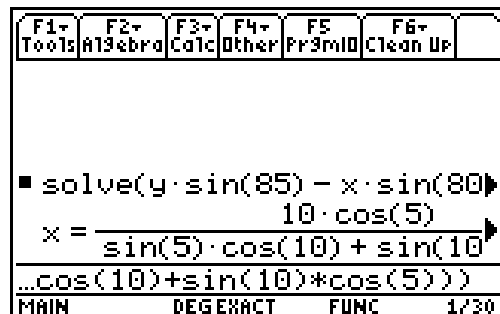 F1▾ F2▾ F3▾ F4▾ F5 F6▾
Tools Algebra Calc Other PrgmIO Clean Up
■ solve(y·sin(85) − x·sin(80▶
10·cos(5)
x =
sin(5)·cos(10) + sin(10▶
…cos(10)+sin(10)*cos(5)))
MAIN DEG EXACT FUNC 1/30